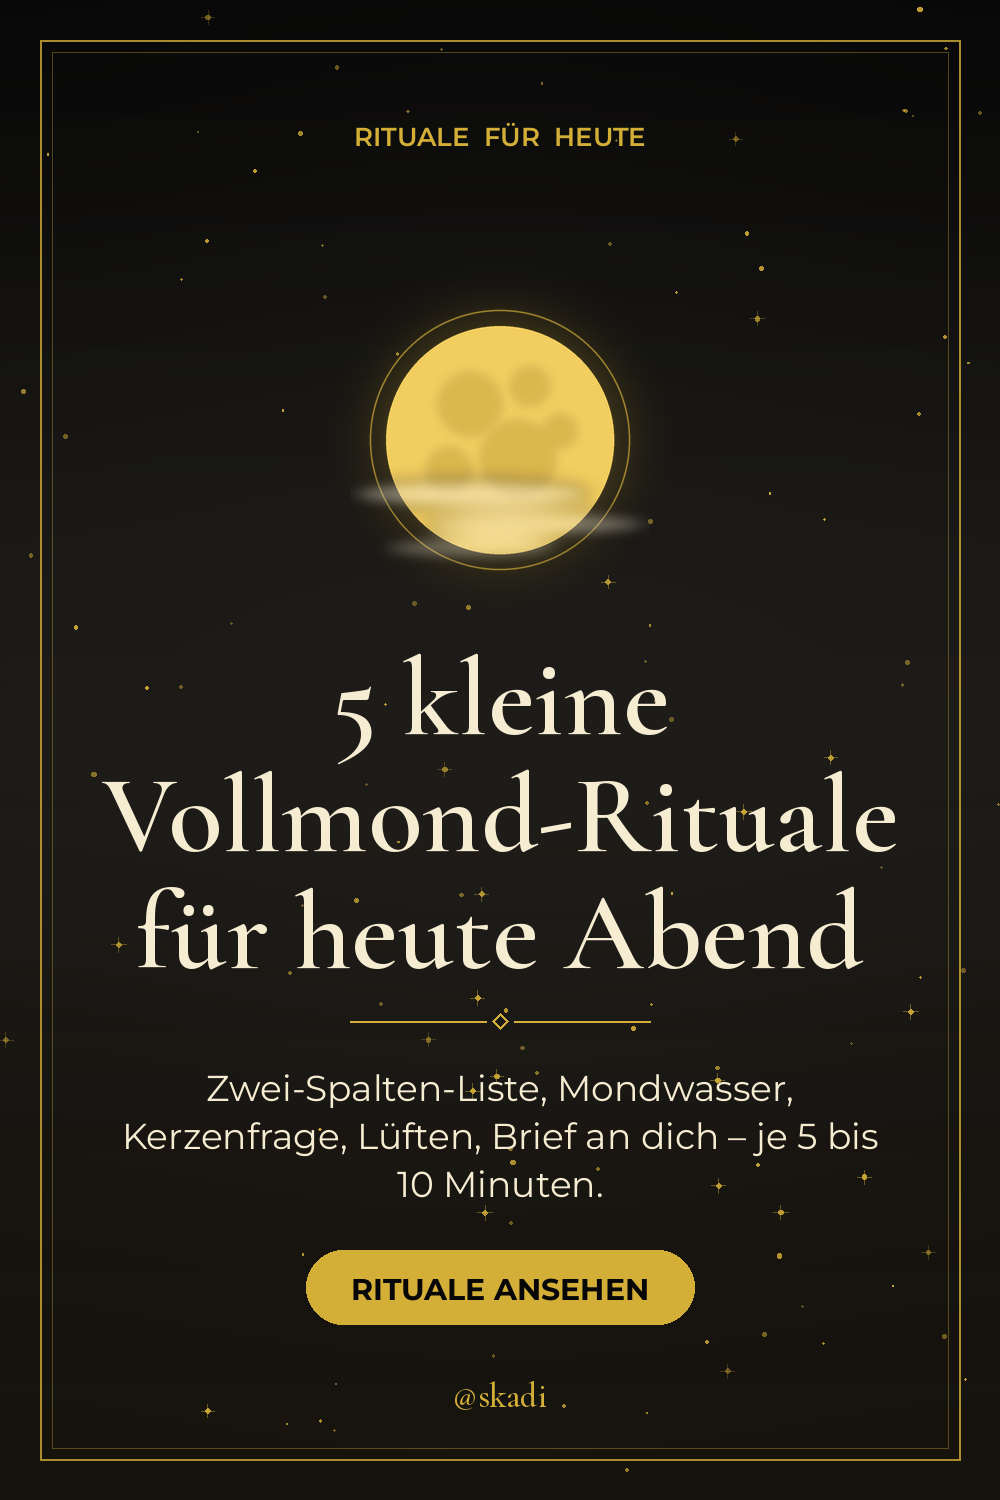 RITUALE FÜR HEUTE
5 kleine
Vollmond-Rituale
für heute Abend
Zwei-Spalten-Liste, Mondwasser,
Kerzenfrage, Lüften, Brief an dich – je 5 bis
10 Minuten.
RITUALE ANSEHEN
@skadi